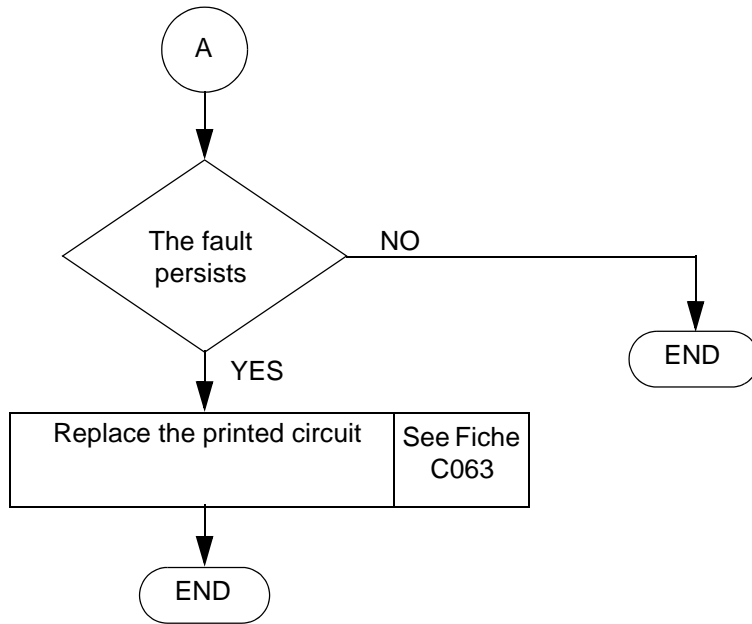 A
The fault
persists
NO
END
YES
Replace the printed circuit
See Fiche
C063
END